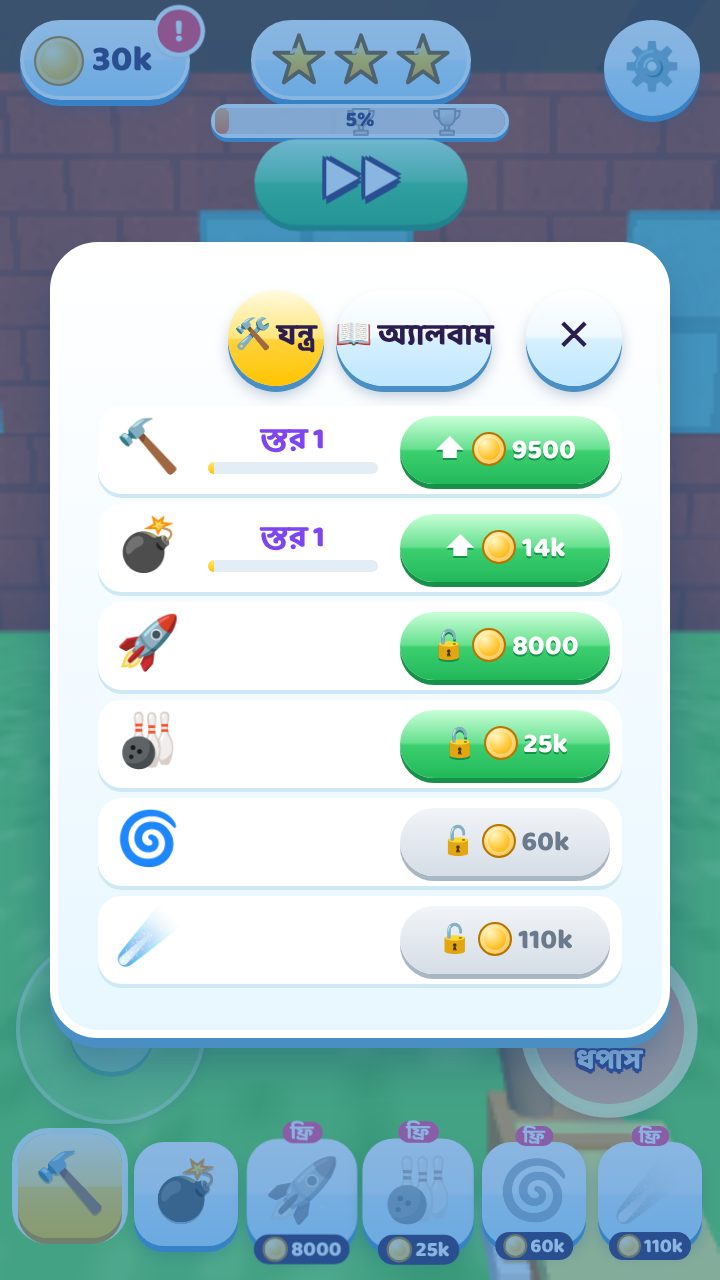 30k !
5%
🛠️ যন্ত্র 📖 অ্যালবাম ✕
স্তর 1 9500
স্তর 1 14k
8000
25k
60k
110k
ধপাস
ফ্রি ফ্রি ফ্রি ফ্রি
8000 25k 60k 110k